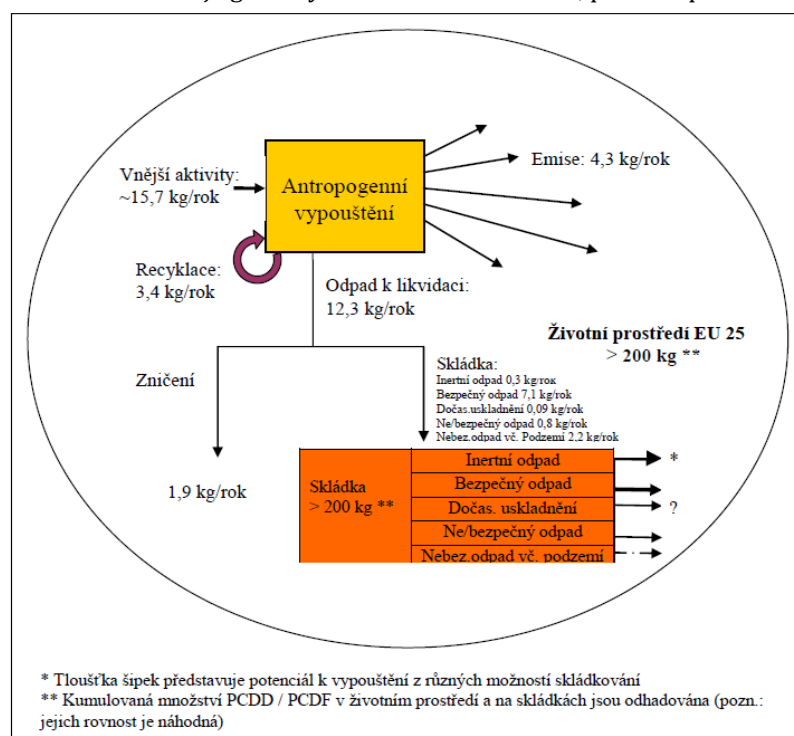 Vnější aktivity:
~15,7 kg/rok
Antropogenní
vypouštění
Emise: 4,3 kg/rok
Recyklace:
3,4 kg/rok
Odpad k likvidaci:
12,3 kg/rok
Životní prostředí EU 25
> 200 kg **
Zničení
1,9 kg/rok
Skládka:
Inertní odpad 0,3 kg/rok
Bezpečný odpad 7,1 kg/rok
Dočas.uskladnění 0,09 kg/rok
Ne/bezpečný odpad 0,8 kg/rok
Nebez.odpad vč. Podzemí 2,2 kg/rok
Skládka
> 200 kg **
Inertní odpad
*
Bezpečný odpad
Dočas. uskladnění
?
Ne/bezpečný odpad
Nebez.odpad vč. podzemí
* Tloušťka šipek představuje potenciál k vypouštění z různých možností skládkování
** Kumulovaná množství PCDD / PCDF v životním prostředí a na skládkách jsou odhadována (pozn.:
jejich rovnost je náhodná)